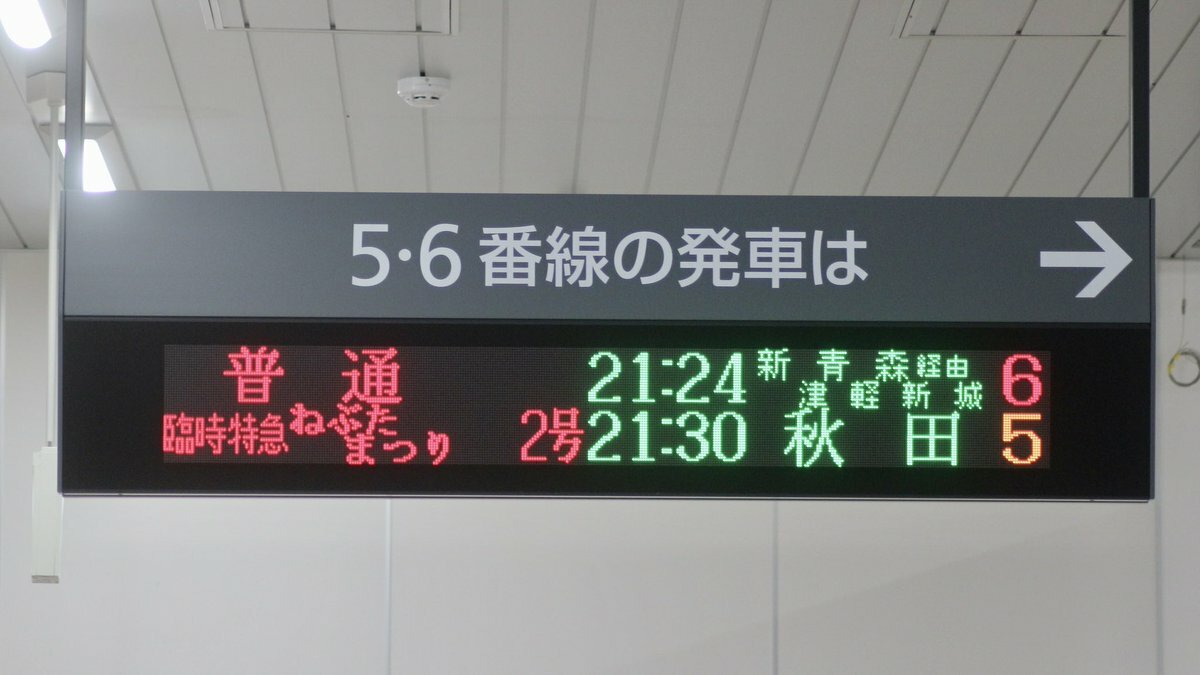 5・6番線の発車は →
普通 21:24 新青森経由 津軽新城 6
臨時特急 ねぶたまつり 2号 21:30 秋田 5